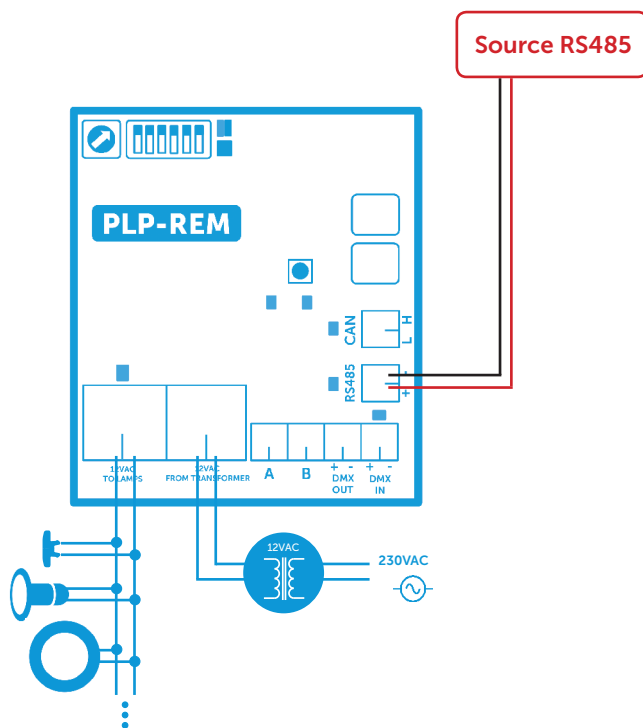 Source RS485
PLP-REM
CAN
H
L
RS485
-
+
12VAC
TO LAMPS
12VAC
FROM TRANSFORMER
A
B
+ -
DMX
OUT
+ -
DMX
IN
12VAC
230VAC